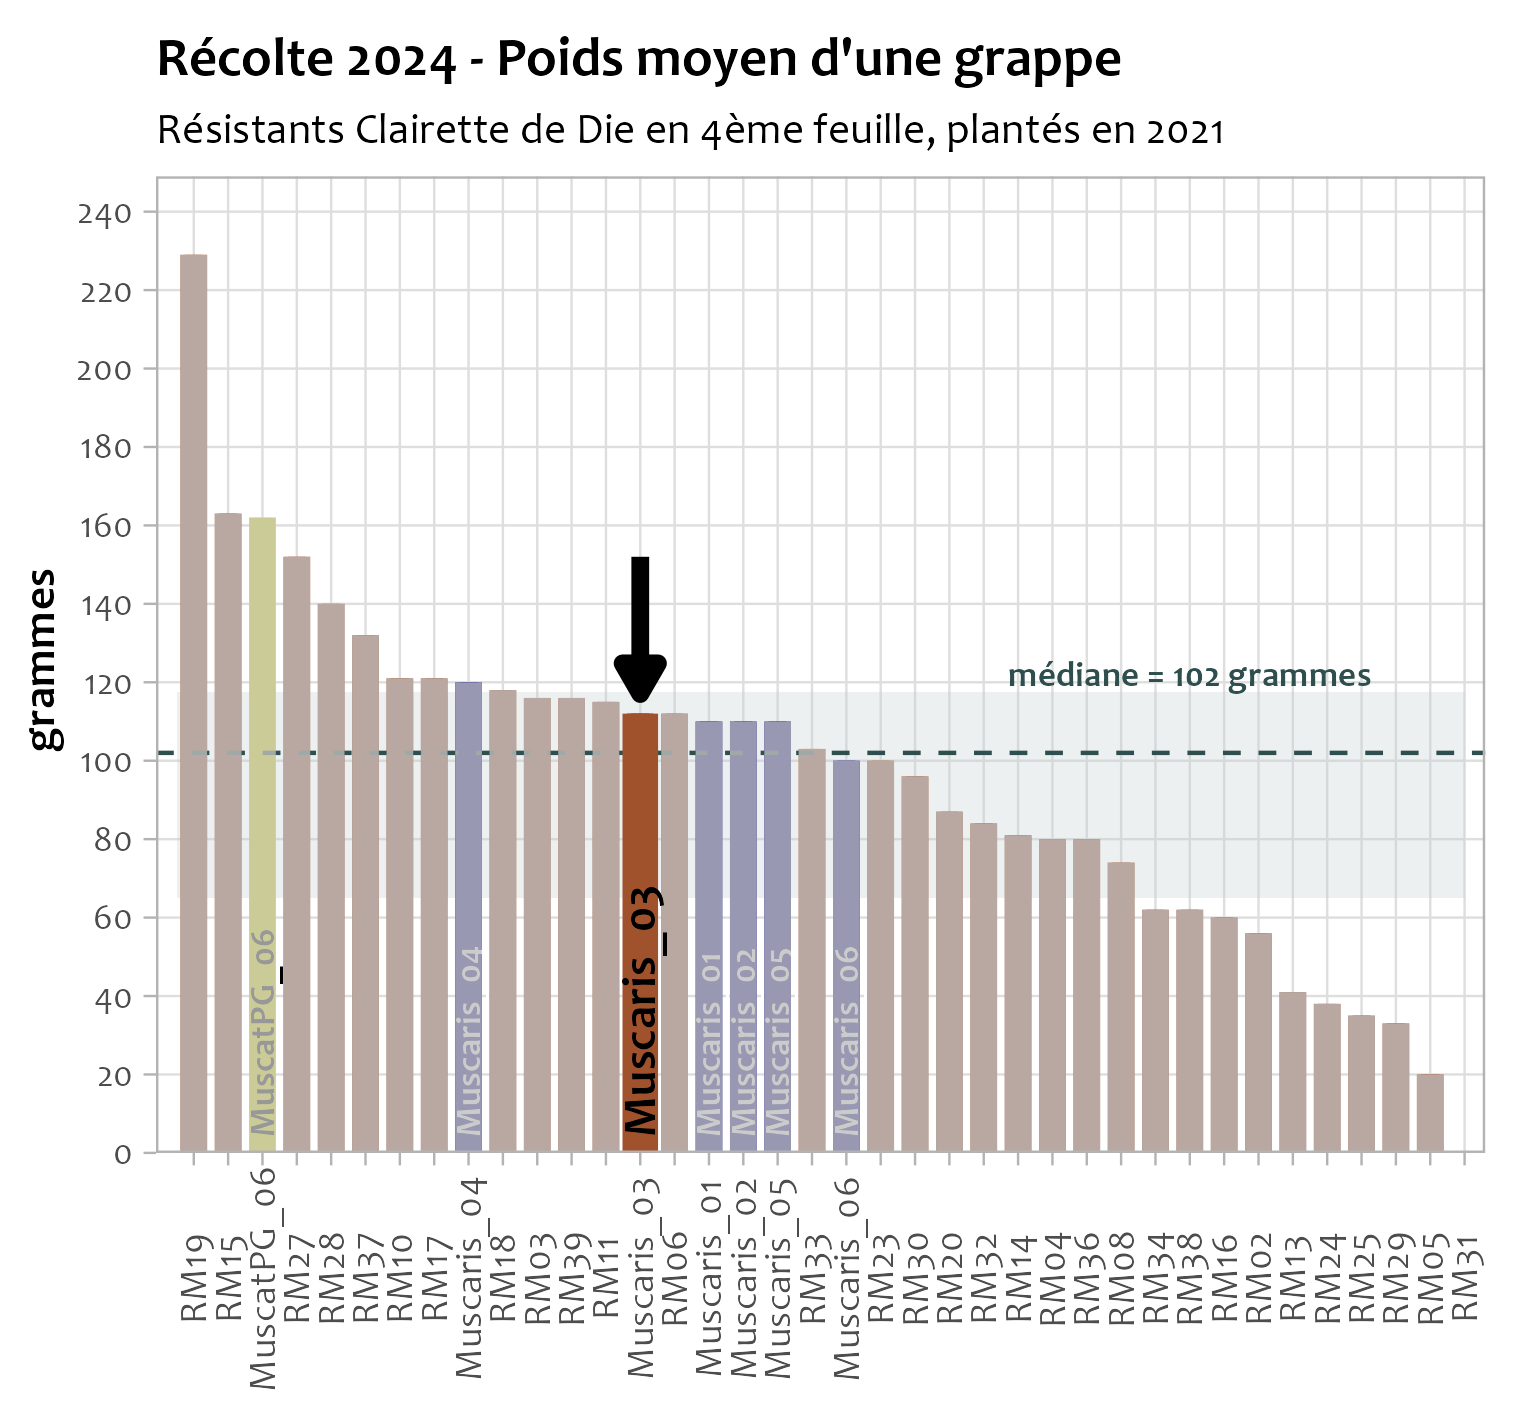 Récolte 2024 - Poids moyen d'une grappe
Résistants Clairette de Die en 4ème feuille, plantés en 2021
grammes
240
220
200
180
160
140
120
100
80
60
40
20
0
médiane = 102 grammes
MuscatPG_06
Muscaris_04
Muscaris_03
Muscaris_01
Muscaris_02
Muscaris_05
Muscaris_06
RM19
RM15
MuscatPG_06
RM27
RM28
RM37
RM10
RM17
Muscaris_04
RM18
RM03
RM39
RM11
Muscaris_03
RM06
Muscaris_01
Muscaris_02
Muscaris_05
RM33
Muscaris_06
RM23
RM30
RM20
RM32
RM14
RM04
RM36
RM08
RM34
RM38
RM16
RM02
RM13
RM24
RM25
RM29
RM05
RM31